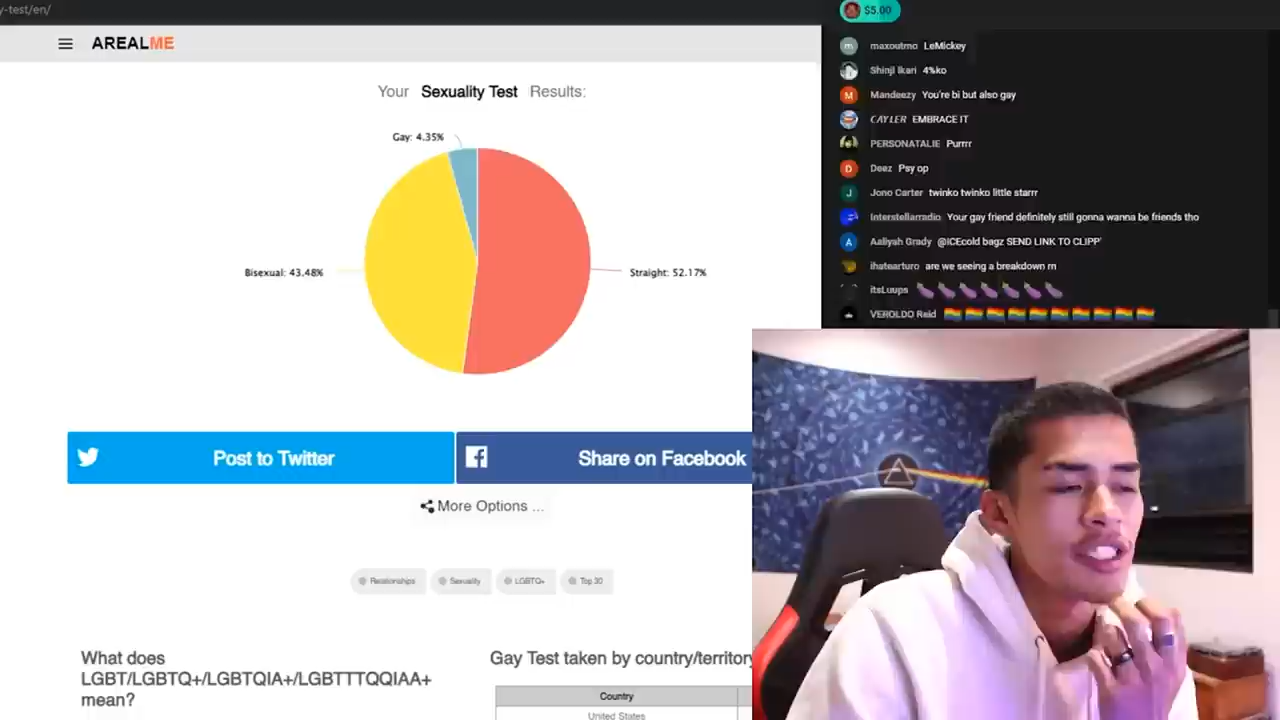 y-test/en/
AREALME
Your Sexuality Test Results:
Gay: 4.35%
Bisexual: 43.48%
Straight: 52.17%
Post to Twitter
Share on Facebook
More Options ...
Relationships
Sexuality
LGBTQ+
Top 30
What does
LGBT/LGBTQ+/LGBTQIA+/LGBTTTQQIAA+
mean?
Gay Test taken by country/territory
Country
United States
$5.00
m maxoutmo LeMickey
Shinji Ikari 4%ko
M Mandeezy You're bi but also gay
CAYLER EMBRACE IT
PERSONATALIE Purrrr
D Deez Psy op
J Jono Carter twinko twinko little starrr
Interstellarradio Your gay friend definitely still gonna wanna be friends tho
A Aaliyah Grady @ICEcold bagz SEND LINK TO CLIPP'
ihatearturo are we seeing a breakdown rn
itsLuups 🍆🍆🍆🍆🍆🍆🍆
VEROLDO Reid 🏳️‍🌈🏳️‍🌈🏳️‍🌈🏳️‍🌈🏳️‍🌈🏳️‍🌈🏳️‍🌈🏳️‍🌈🏳️‍🌈🏳️‍🌈